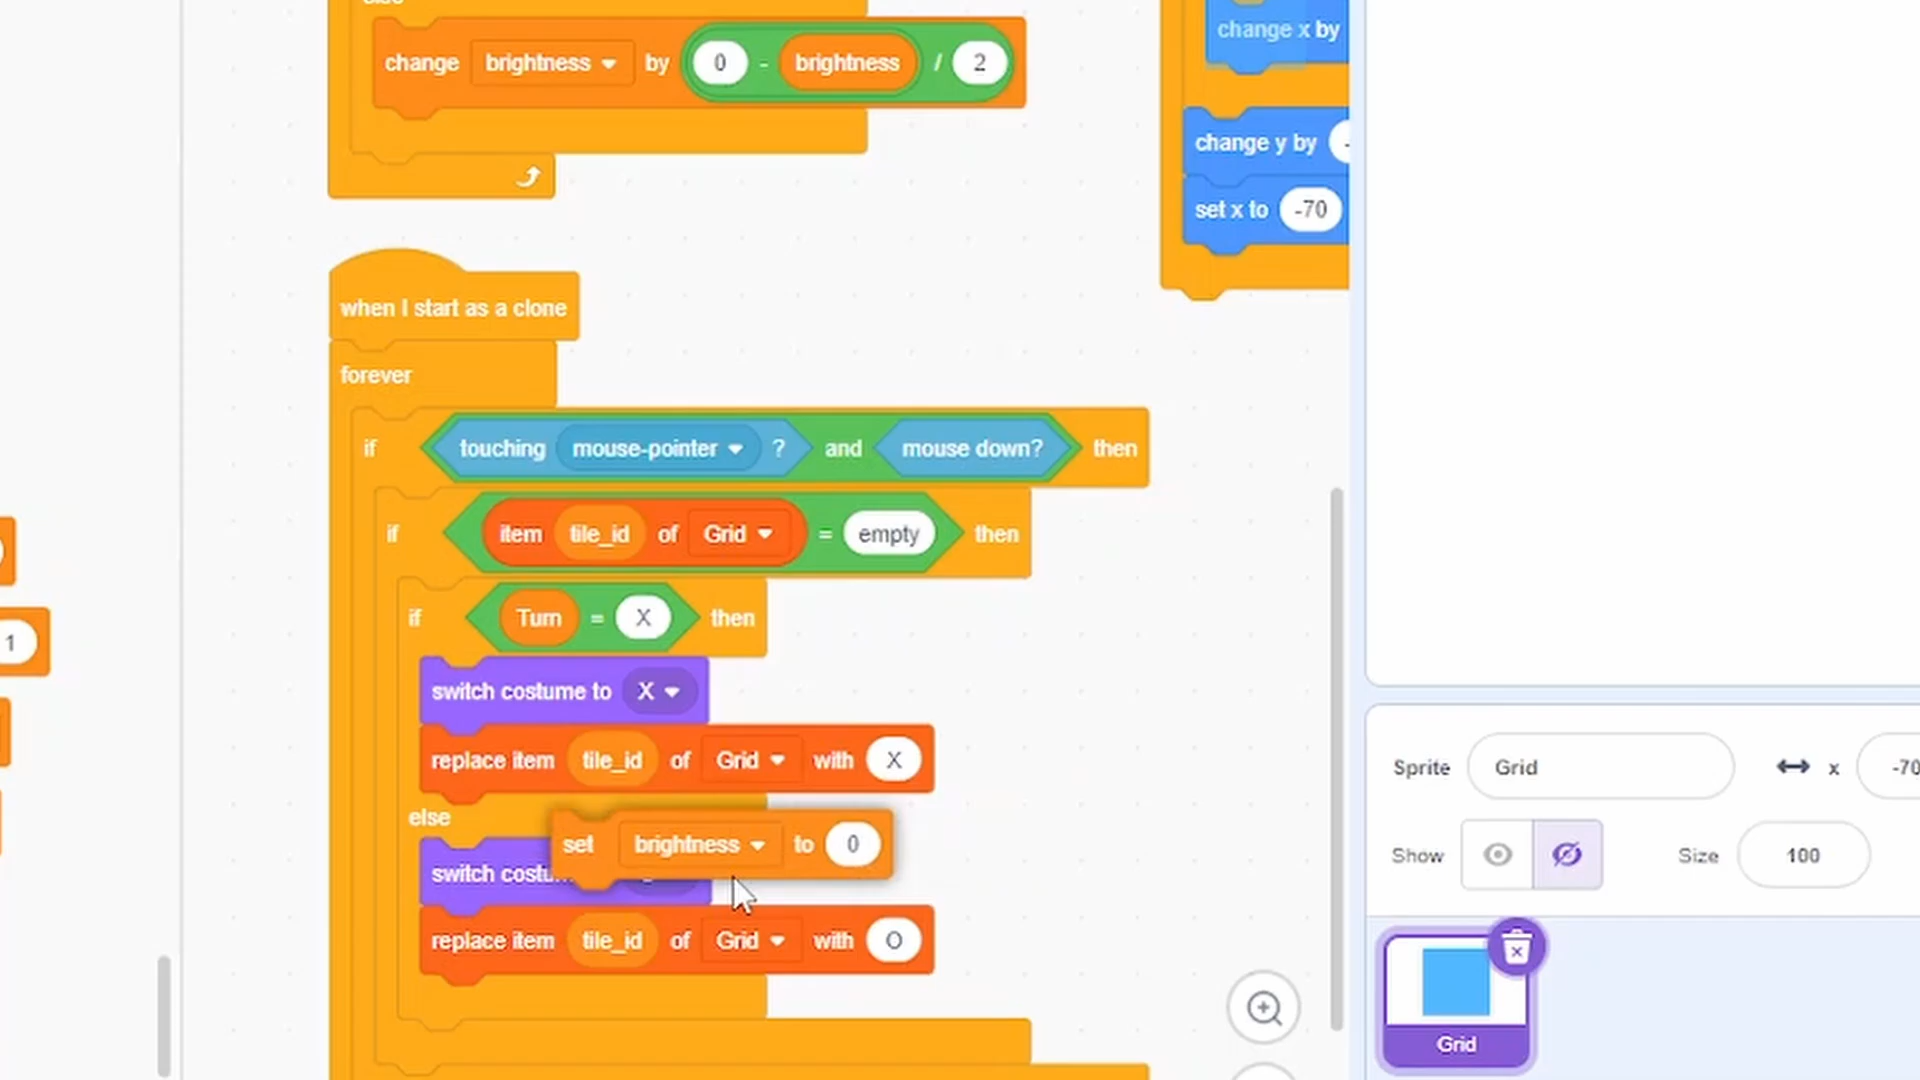 else
change brightness by 0 - brightness / 2
change x by
change y by
set x to -70
when I start as a clone
forever
if touching mouse-pointer ? and mouse down? then
if item tile_id of Grid = empty then
if Turn = X then
1
switch costume to X
replace item tile_id of Grid with X
else
set brightness to 0
switch
replace item tile_id of Grid with O
Sprite Grid x -70
Show Size 100
Grid